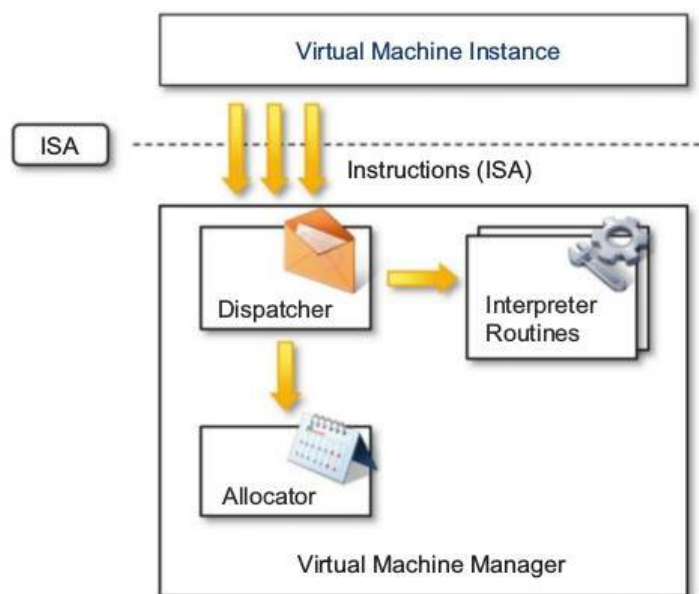 Virtual Machine Instance
ISA
Instructions (ISA)
Dispatcher
Interpreter
Routines
Allocator
Virtual Machine Manager